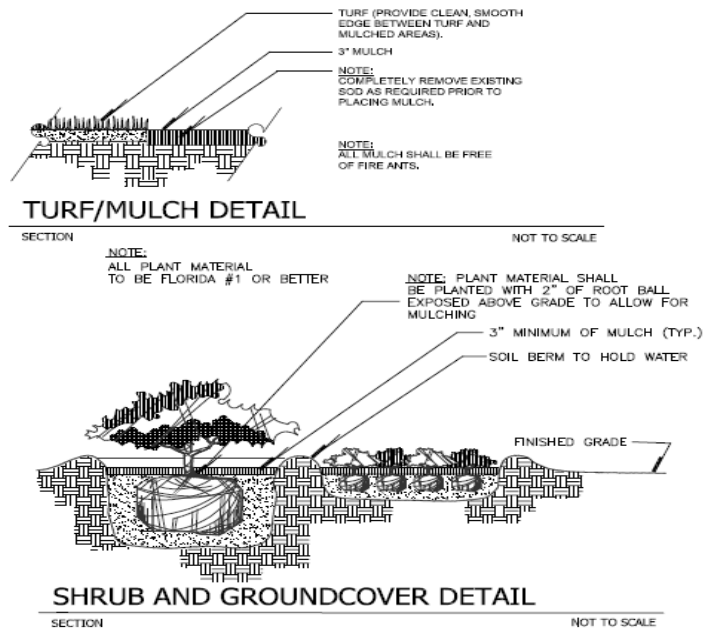 TURF (PROVIDE CLEAN, SMOOTH
EDGE BETWEEN TURF AND
MULCHED AREAS).
3" MULCH
NOTE:
COMPLETELY REMOVE EXISTING
SOD AS REQUIRED PRIOR TO
PLACING MULCH.
NOTE:
ALL MULCH SHALL BE FREE
OF FIRE ANTS.
TURF/MULCH DETAIL
SECTION
NOT TO SCALE
NOTE:
ALL PLANT MATERIAL
TO BE FLORIDA #1 OR BETTER
NOTE: PLANT MATERIAL SHALL
BE PLANTED WITH 2" OF ROOT BALL
EXPOSED ABOVE GRADE TO ALLOW FOR
MULCHING
3" MINIMUM OF MULCH (TYP.)
SOIL BERM TO HOLD WATER
FINISHED GRADE
SHRUB AND GROUNDCOVER DETAIL
SECTION
NOT TO SCALE